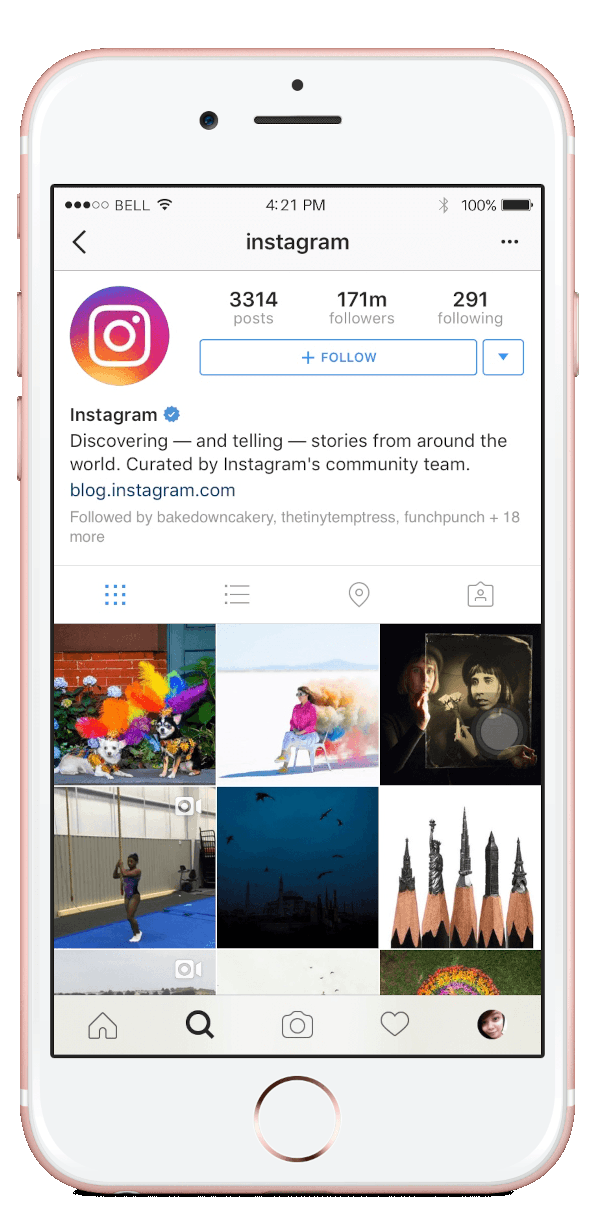 BELL 4:21 PM 100%
instagram
3314 171m 291
posts followers following
+ FOLLOW
Instagram
Discovering — and telling — stories from around the
world. Curated by Instagram's community team.
blog.instagram.com
Followed by bakedowncakery, thetinytemptress, funchpunch + 18
more